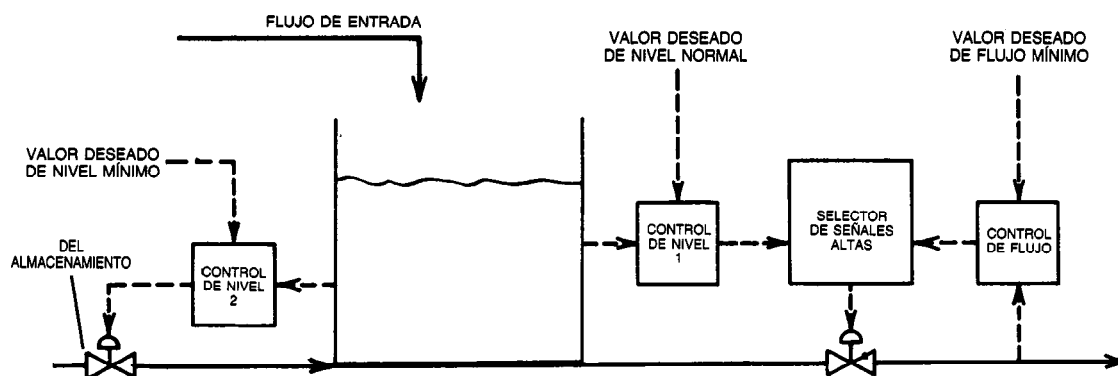 FLUJO DE ENTRADA
VALOR DESEADO
DE NIVEL NORMAL
VALOR DESEADO
DE FLUJO MÍNIMO
VALOR DESEADO
DE NIVEL MÍNIMO
DEL
ALMACENAMIENTO
CONTROL
DE NIVEL
2
CONTROL
DE NIVEL
1
SELECTOR
DE SEÑALES
ALTAS
CONTROL
DE FLUJO